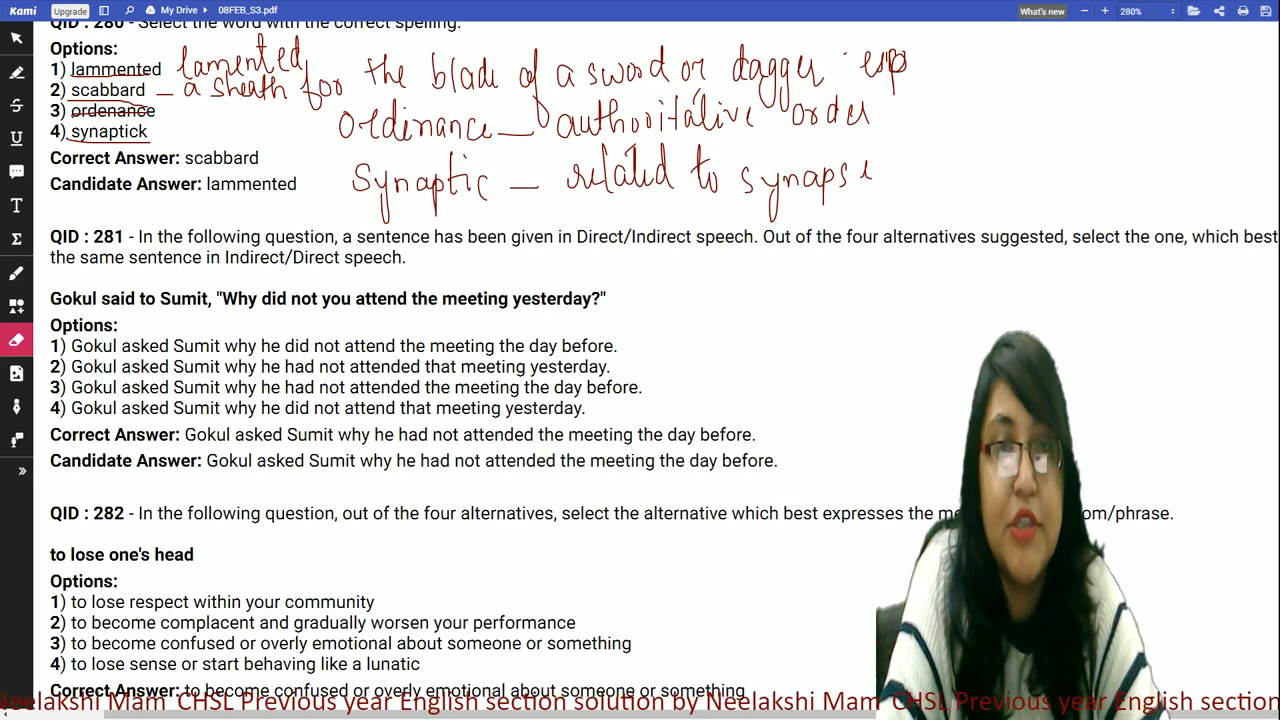 Kami Upgrade My Drive › 08FEB_S3.pdf What's new 280%
QID : 280 - Select the word with the correct spelling.
Options:
1) lammented lamented
2) scabbard – a sheath for the blade of a sword or dagger
3) ordenance ordinance – authoritative order
4) synaptick
Correct Answer: scabbard
Synaptic – related to synapse
Candidate Answer: lammented
QID : 281 - In the following question, a sentence has been given in Direct/Indirect speech. Out of the four alternatives suggested, select the one, which best
the same sentence in Indirect/Direct speech.
Gokul said to Sumit, "Why did not you attend the meeting yesterday?"
Options:
1) Gokul asked Sumit why he did not attend the meeting the day before.
2) Gokul asked Sumit why he had not attended that meeting yesterday.
3) Gokul asked Sumit why he had not attended the meeting the day before.
4) Gokul asked Sumit why he did not attend that meeting yesterday.
Correct Answer: Gokul asked Sumit why he had not attended the meeting the day before.
Candidate Answer: Gokul asked Sumit why he had not attended the meeting the day before.
QID : 282 - In the following question, out of the four alternatives, select the alternative which best expresses the om/phrase.
to lose one's head
Options:
1) to lose respect within your community
2) to become complacent and gradually worsen your performance
3) to become confused or overly emotional about someone or something
4) to lose sense or start behaving like a lunatic
Correct Answer: to become confused or overly emotional about someone or something
Neelakshi Mam CHSL Previous year English section solution by Neelakshi Mam CHSL Previous year English section